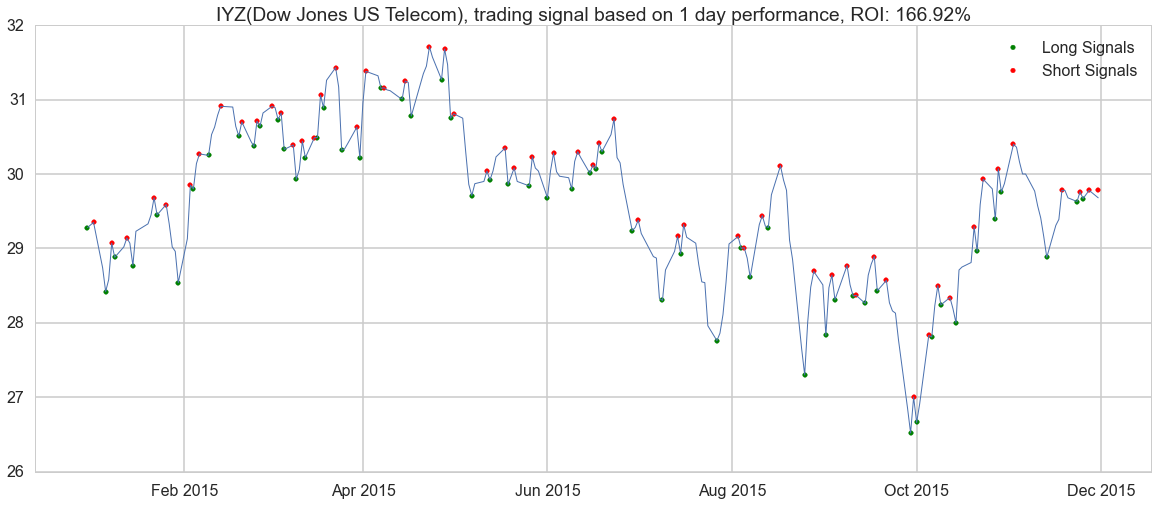 IYZ(Dow Jones US Telecom), trading signal based on 1 day performance, ROI: 166.92%
Long Signals
Short Signals
32
31
30
29
28
27
26
Feb 2015 Apr 2015 Jun 2015 Aug 2015 Oct 2015 Dec 2015